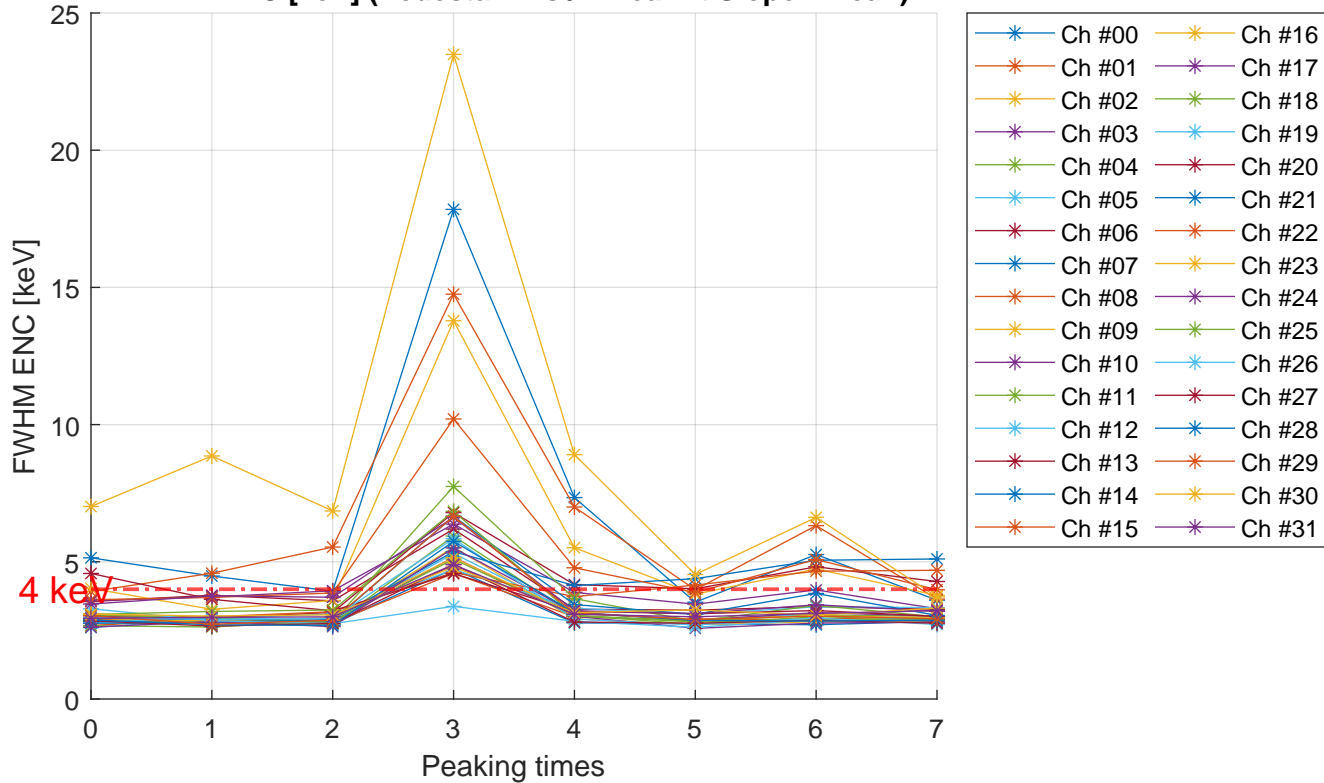 25
20
15
10
5
0
FWHM ENC [keV]
4 keV
0 1 2 3 4 5 6 7
Peaking times
Ch #00 Ch #16
Ch #01 Ch #17
Ch #02 Ch #18
Ch #03 Ch #19
Ch #04 Ch #20
Ch #05 Ch #21
Ch #06 Ch #22
Ch #07 Ch #23
Ch #08 Ch #24
Ch #09 Ch #25
Ch #10 Ch #26
Ch #11 Ch #27
Ch #12 Ch #28
Ch #13 Ch #29
Ch #14 Ch #30
Ch #15 Ch #31